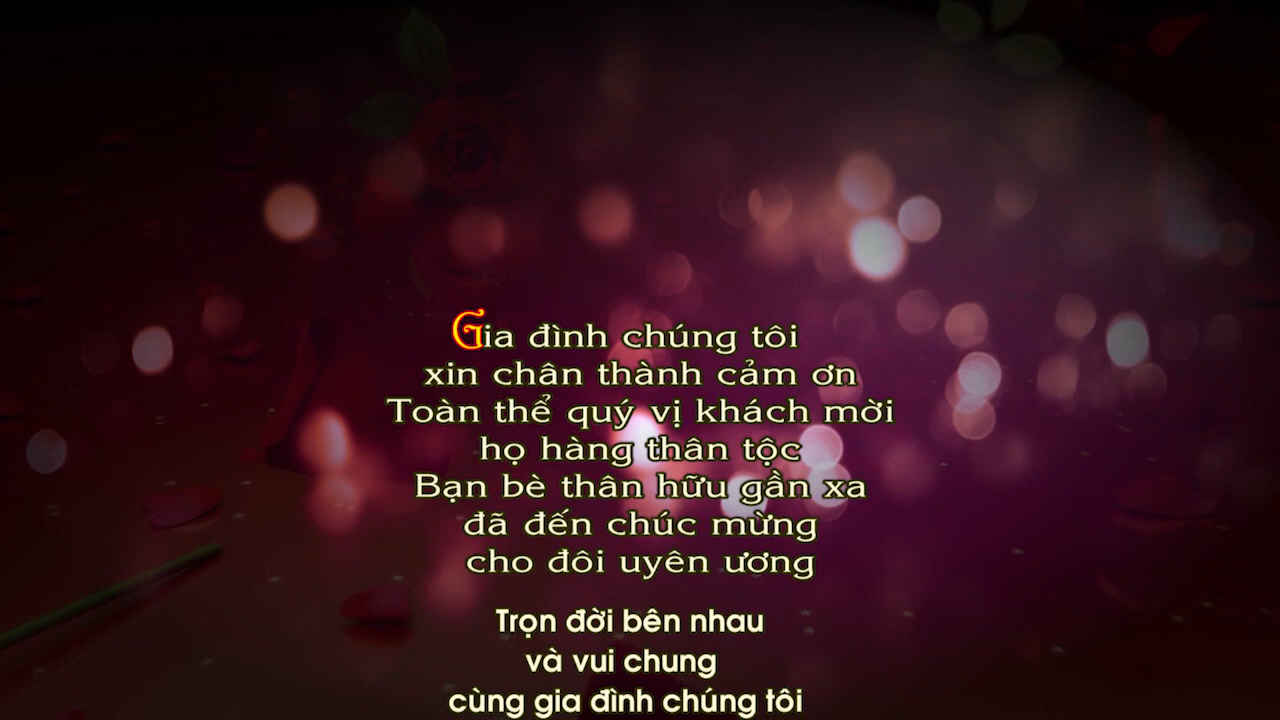 Gia đình chúng tôi
xin chân thành cảm ơn
Toàn thể quý vị khách mời
họ hàng thân tộc
Bạn bè thân hữu gần xa
đã đến chúc mừng
cho đôi uyên ương
Trọn đời bên nhau
và vui chung
cùng gia đình chúng tôi